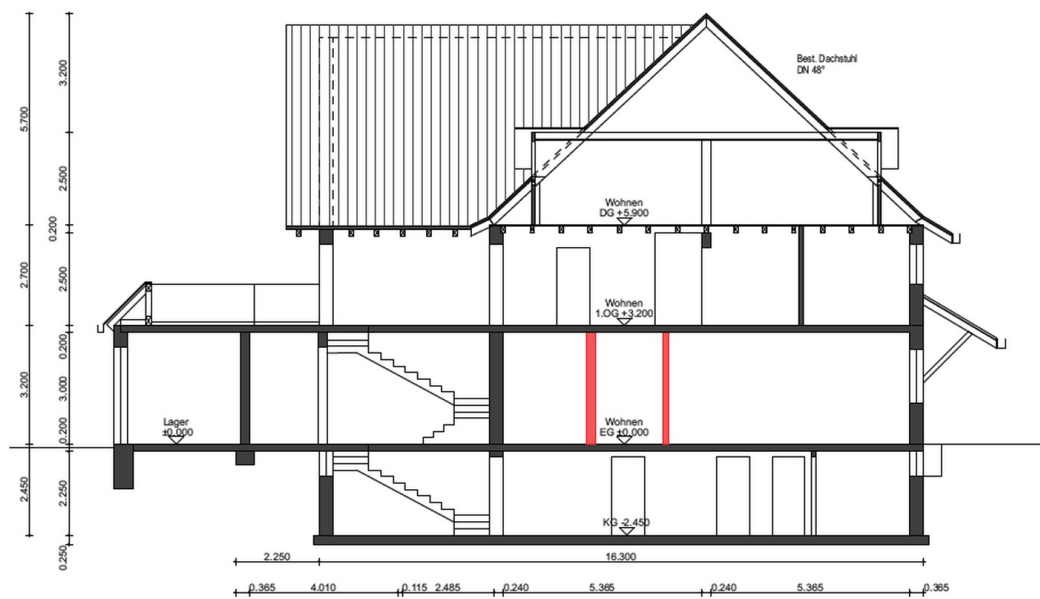 Best. Dachstuhl
DN 48°
3.200
5.700
2.500
Wohnen
DG +5.900
0.200
2.700
2.500
Wohnen
1.OG +3.200
0.200
3.200
3.000
Lager
±0.000
Wohnen
EG ±0.000
0.200
2.450
2.250
KG -2.450
0.250
2.250
16.300
0.365
4.010
0.115
2.485
0.240
5.365
0.240
5.365
0.365